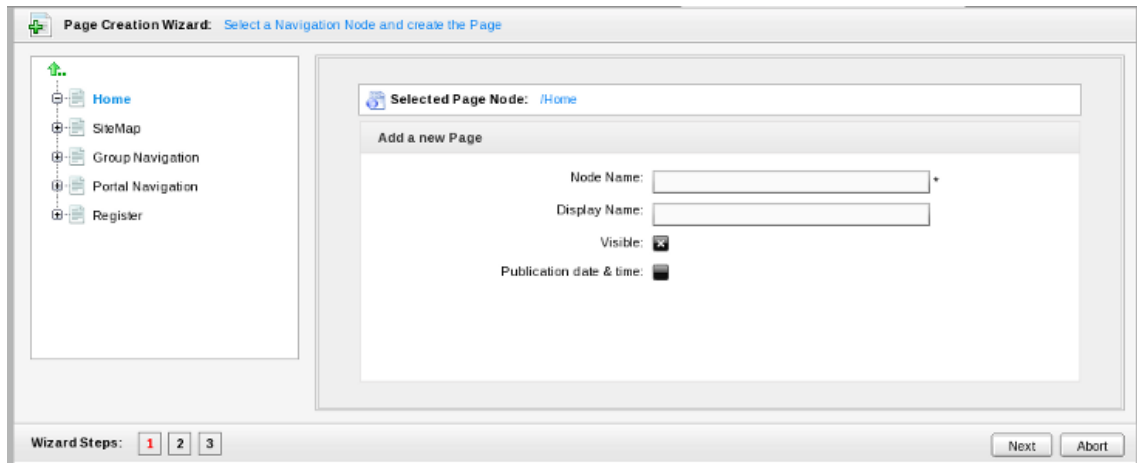 Page Creation Wizard: Select a Navigation Node and create the Page
Home
SiteMap
Group Navigation
Portal Navigation
Register
Selected Page Node: /Home
Add a new Page
Node Name: *
Display Name:
Visible:
Publication date & time:
Wizard Steps: 1 2 3
Next Abort